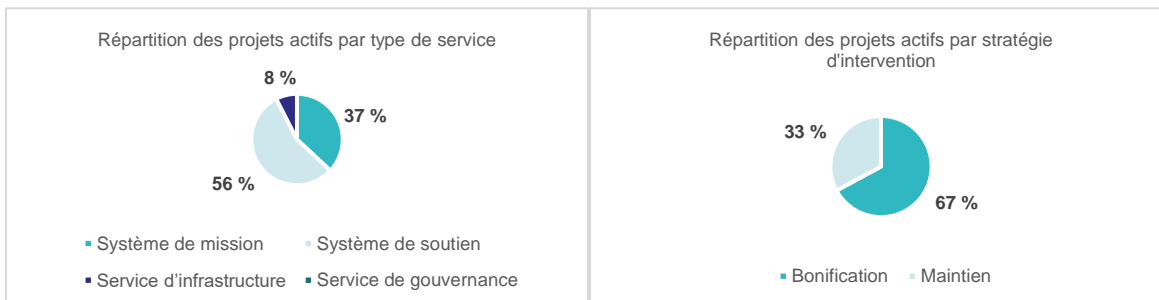 Répartition des projets actifs par type de service
8 %
37 %
56 %
Système de mission
Système de soutien
Service d’infrastructure
Service de gouvernance
Répartition des projets actifs par stratégie
d'intervention
33 %
67 %
Bonification
Maintien